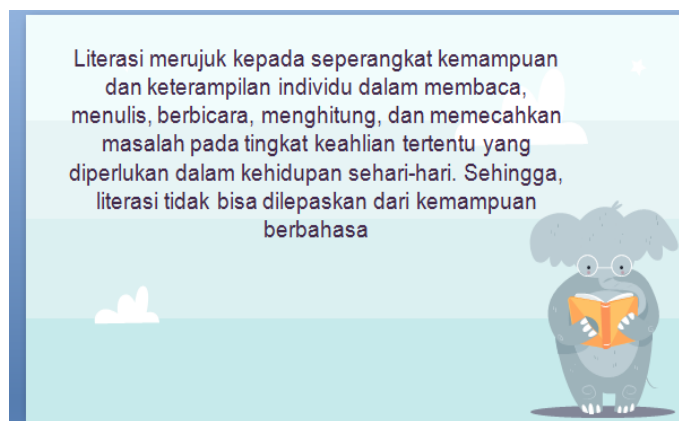 Literasi merujuk kepada seperangkat kemampuan
dan keterampilan individu dalam membaca,
menulis, berbicara, menghitung, dan memecahkan
masalah pada tingkat keahlian tertentu yang
diperlukan dalam kehidupan sehari-hari. Sehingga,
literasi tidak bisa dilepaskan dari kemampuan
berbahasa